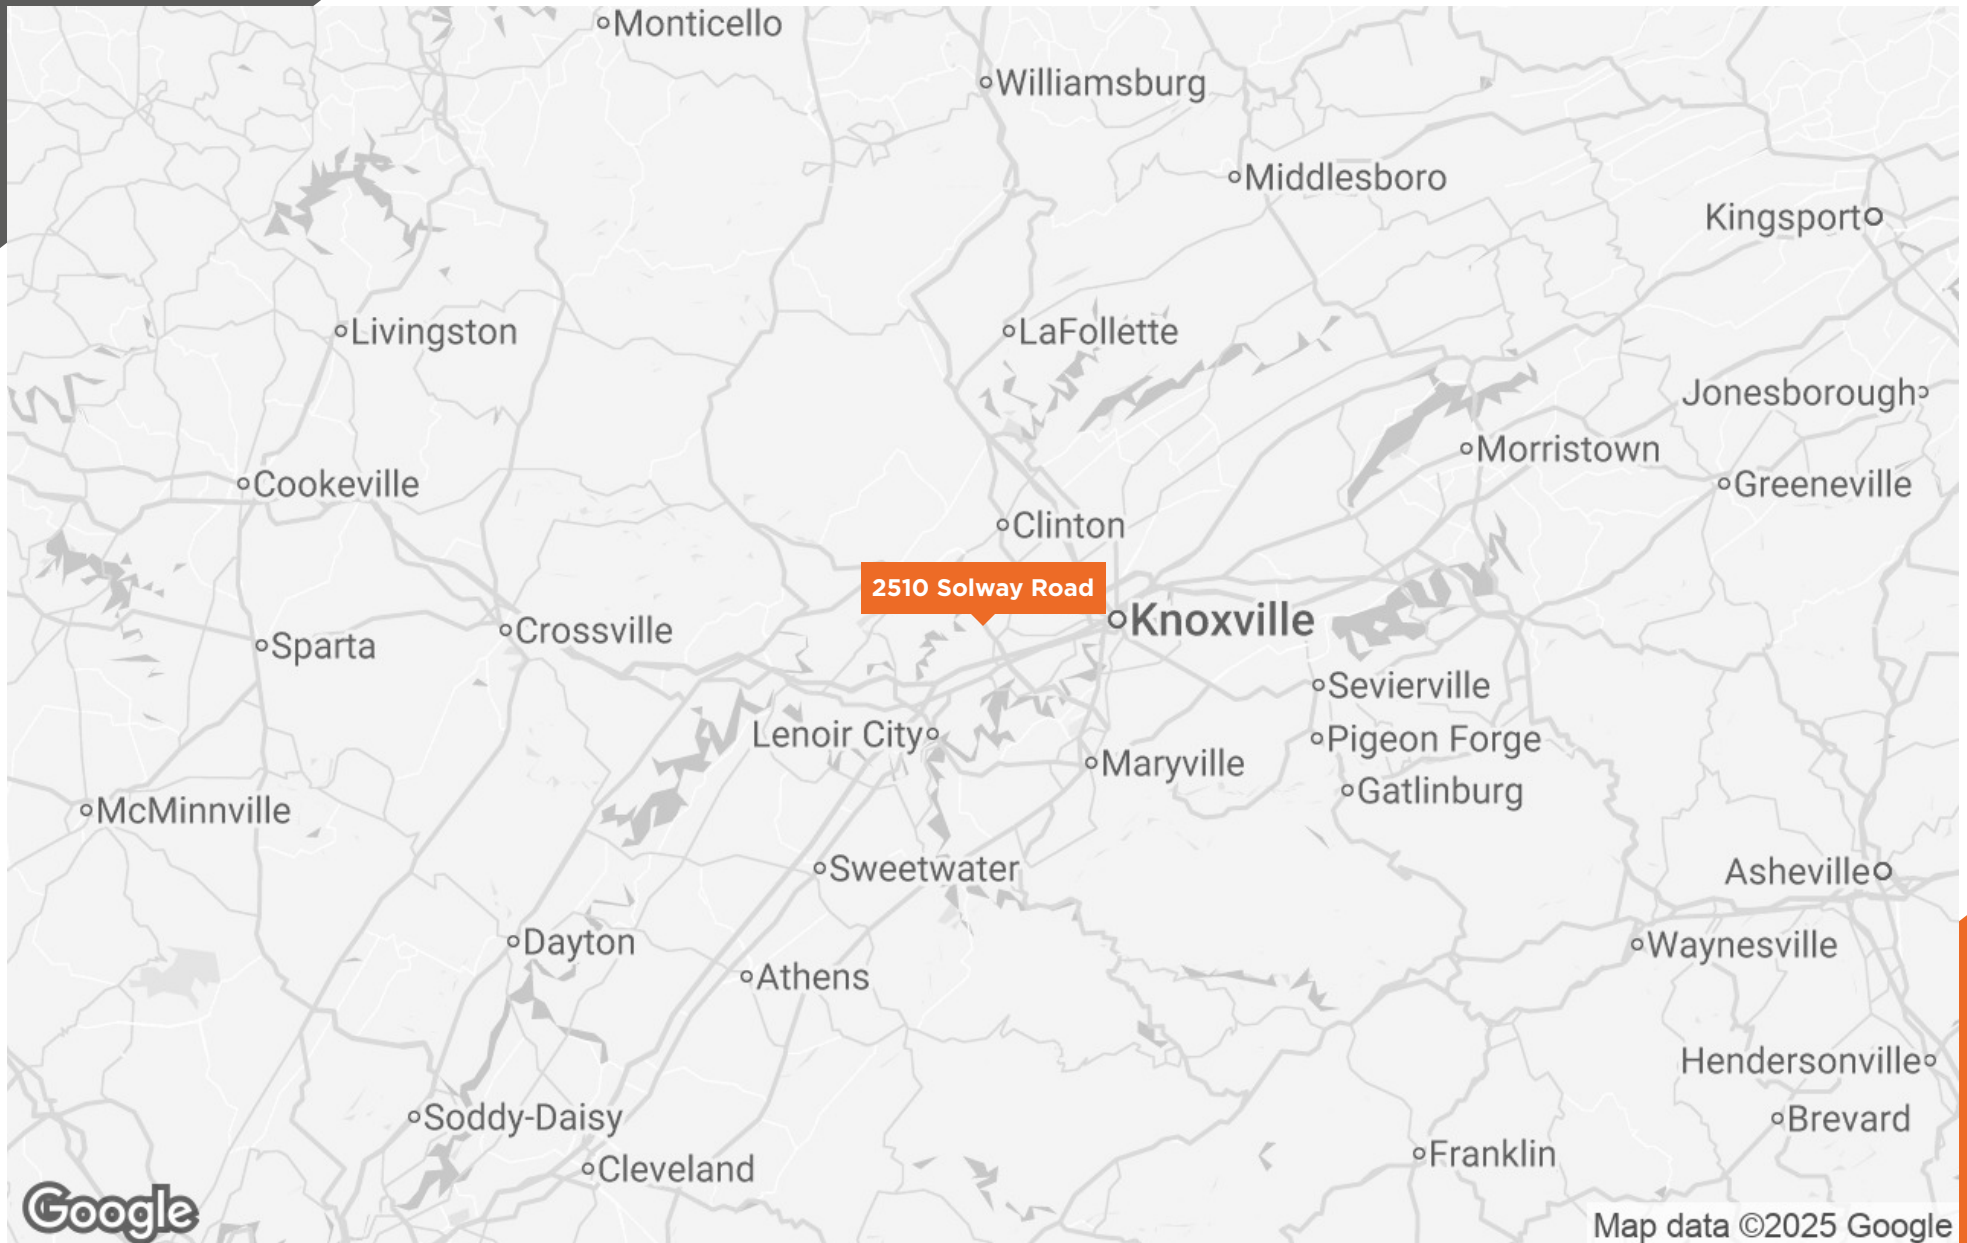 Monticello
Williamsburg
Middlesboro
Kingsport
Livingston
LaFollette
Jonesborough
Morristown
Cookeville
Greeneville
Clinton
2510 Solway Road
Knoxville
Crossville
Sparta
Sevierville
Lenoir City
Pigeon Forge
Maryville
Gatlinburg
McMinnville
Sweetwater
Asheville
Dayton
Waynesville
Athens
Hendersonville
Soddy-Daisy
Brevard
Franklin
Cleveland
Google
Map data ©2025 Google